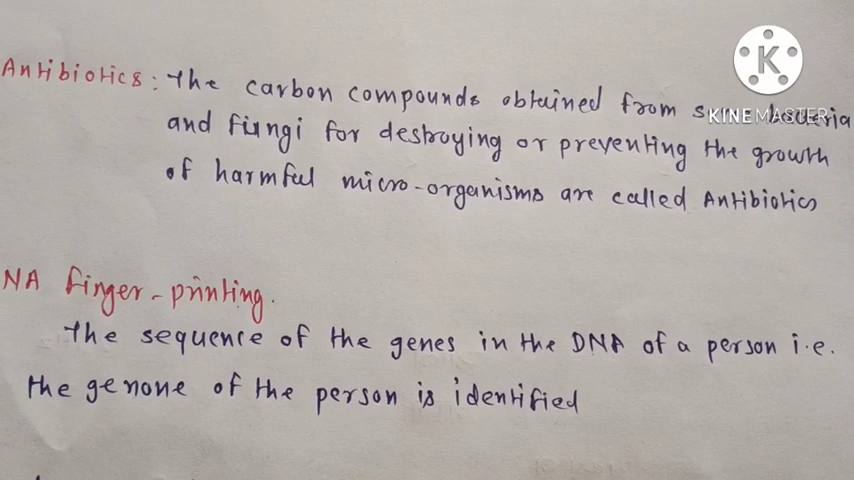 Antibiotics: The carbon compounds obtained from some bacteria
and fungi for destroying or preventing the growth
of harmful micro-organisms are called Antibiotics
NA Finger-printing.
The sequence of the genes in the DNA of a person i.e.
the genone of the person is identified
K
KINEMASTER